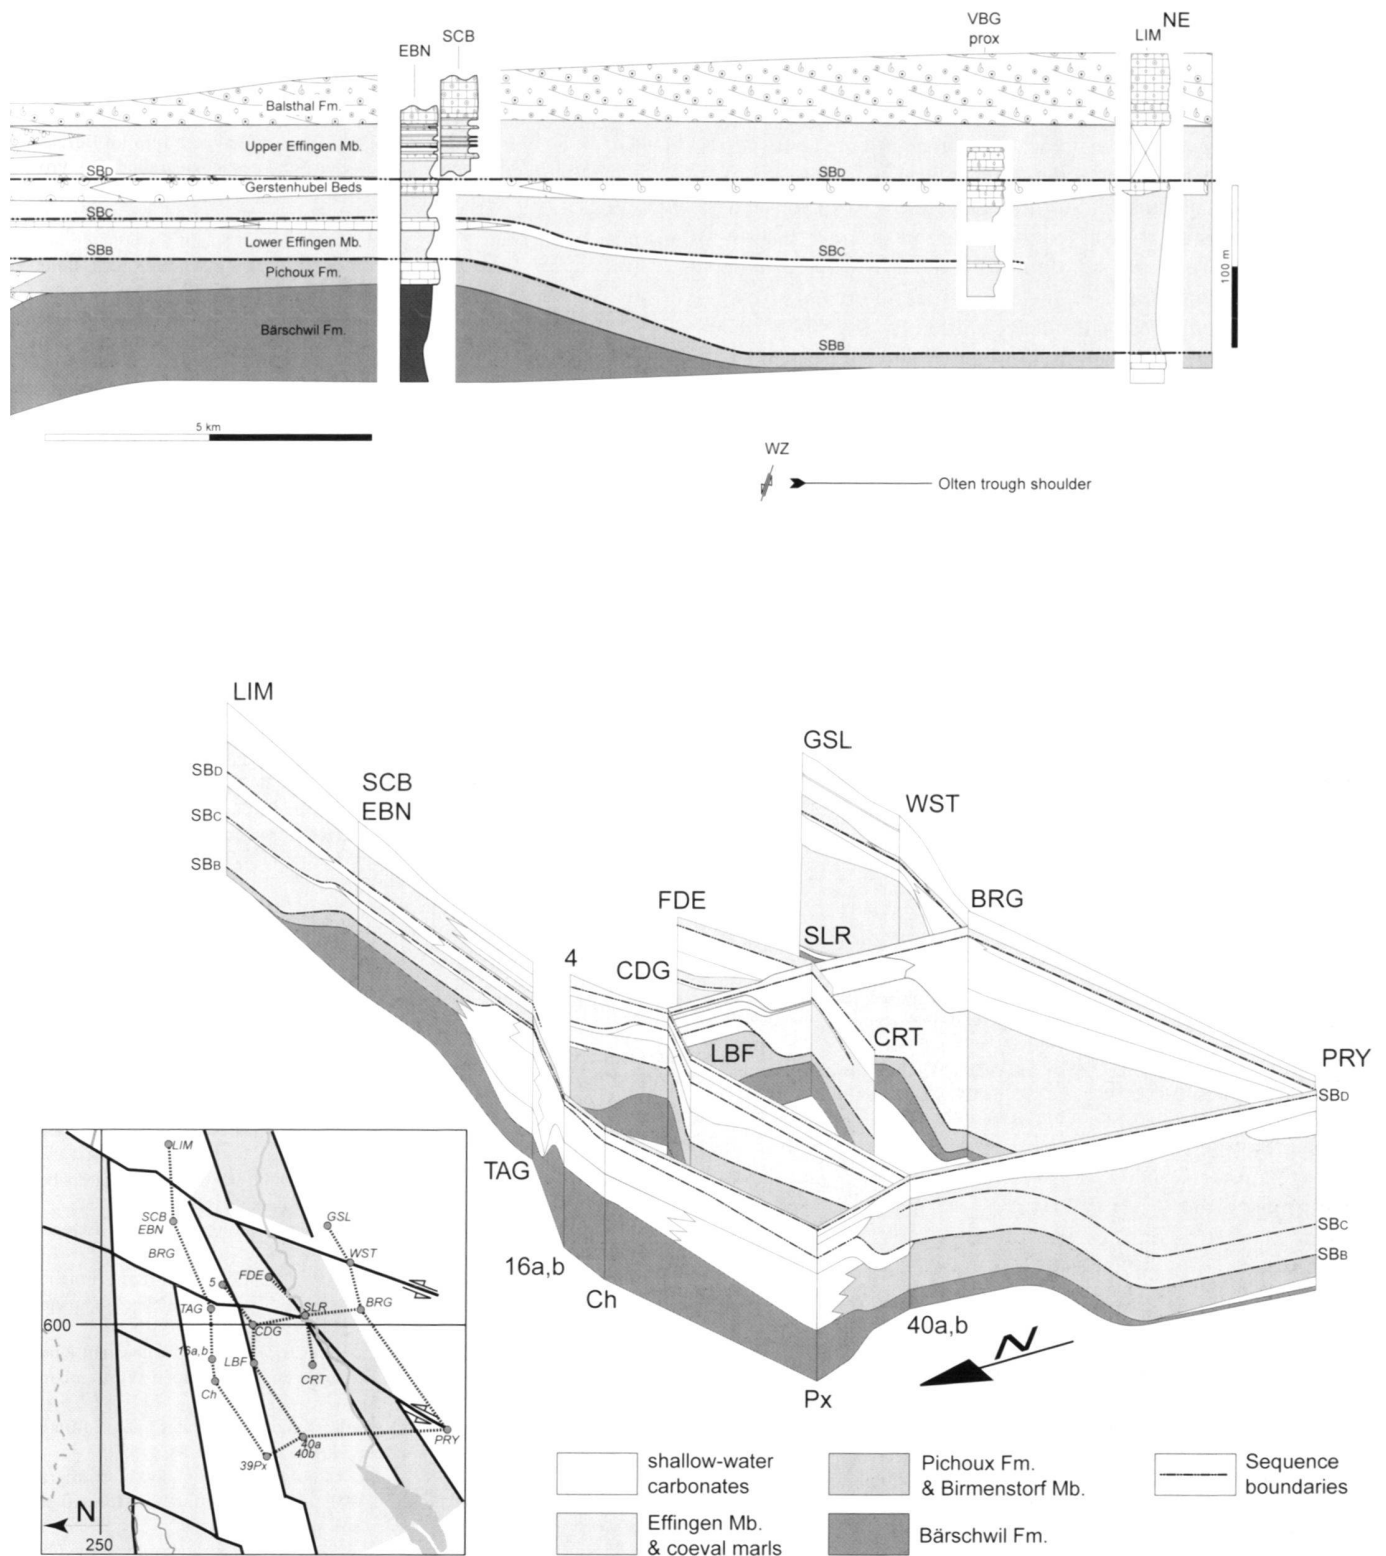 VBG
NE
SCB
prox
LIM
EBN
Balsthal Fm.
Upper Effingen Mb.
SBD
SBD
Gerstenhubel Beds
SBC
Lower Effingen Mb.
SBB
SBC
Pichoux Fm.
100 m
Bärschwil Fm.
SBB
5 km
WZ
Olten trough shoulder
LIM
GSL
SBD
SCB
EBN
WST
SBC
SBB
FDE
BRG
SLR
4
CDG
LBF
CRT
PRY
SBD
TAG
SBC
SBB
16a,b
Ch
40a,b
N
Px
LIM
SCB
EBN
GSL
BRG
WST
5
FDE
TAG
SLR
BRG
600
CDG
16a,b
LBF
CRT
Ch
PRY
40a
40b
39Px
N
250
shallow-water
carbonates
Pichoux Fm.
& Birmenstorf Mb.
Sequence
boundaries
Effingen Mb.
& coeval marls
Bärschwil Fm.